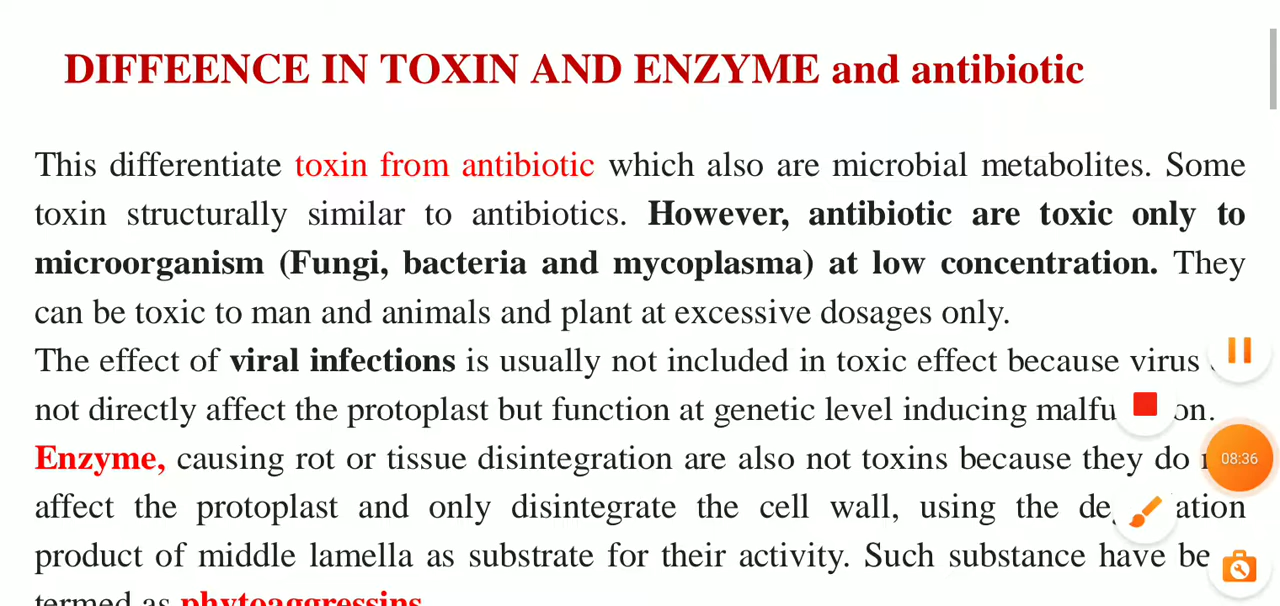 DIFFEENCE IN TOXIN AND ENZYME and antibiotic
This differentiate toxin from antibiotic which also are microbial metabolites. Some
toxin structurally similar to antibiotics. However, antibiotic are toxic only to
microorganism (Fungi, bacteria and mycoplasma) at low concentration. They
can be toxic to man and animals and plant at excessive dosages only.
The effect of viral infections is usually not included in toxic effect because virus
not directly affect the protoplast but function at genetic level inducing
Enzyme, causing rot or tissue disintegration are also not toxins because they do
08:36
affect the protoplast and only disintegrate the cell wall, using the
product of middle lamella as substrate for their activity. Such substance have
termed as phytoaggressins